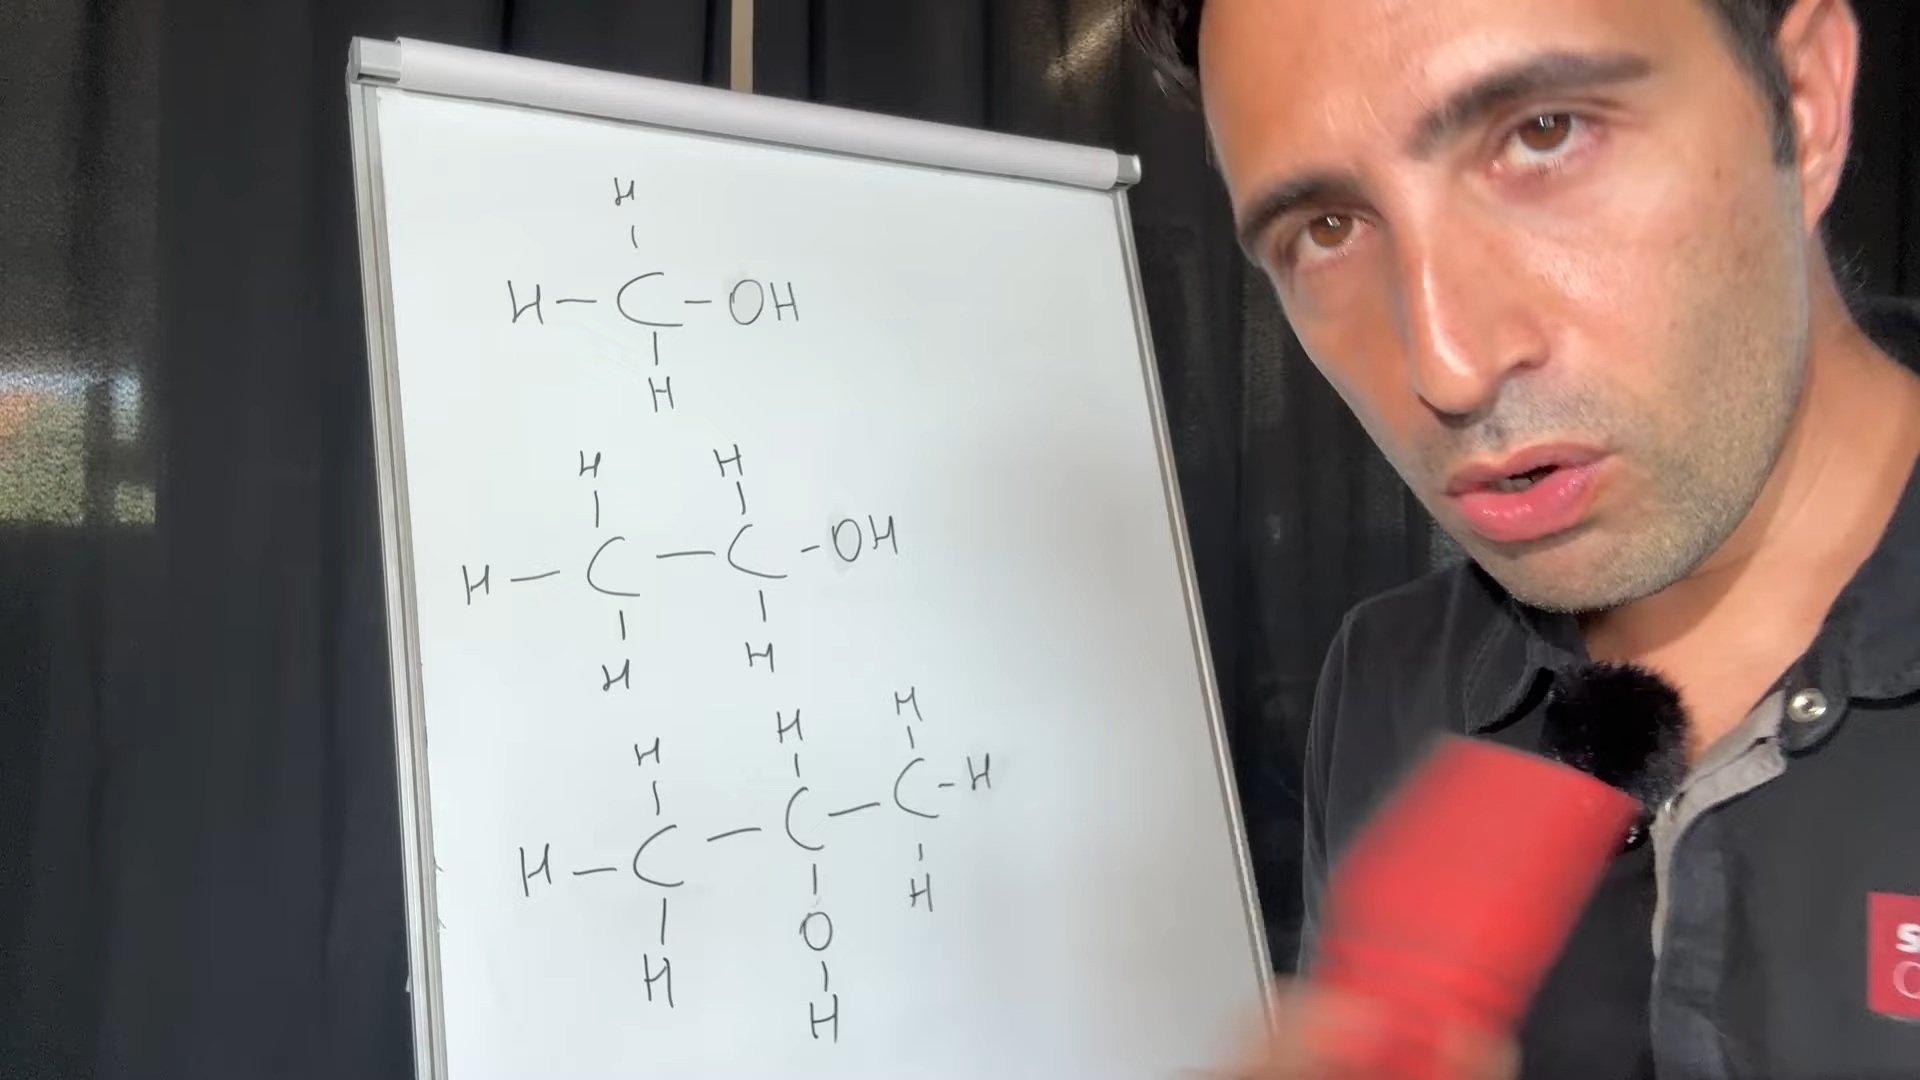 H
H-C-OH
H
H H
H-C-C-OH
H H
H H H
H-C-C-C-H
H O H
H